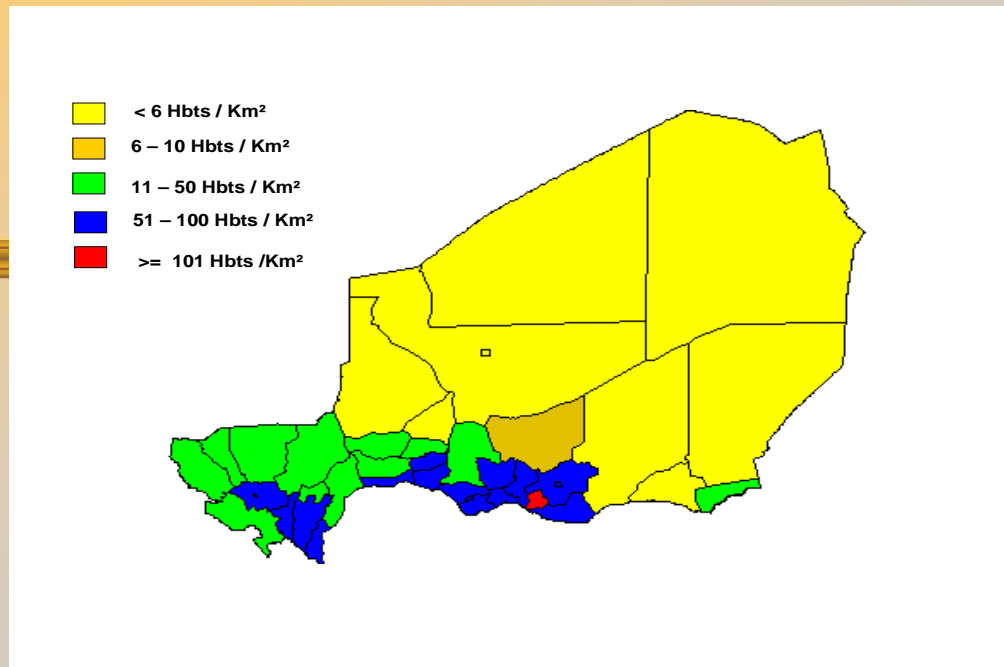 < 6 Hbts / Km²
6 – 10 Hbts / Km²
11 – 50 Hbts / Km²
51 – 100 Hbts / Km²
>= 101 Hbts /Km²